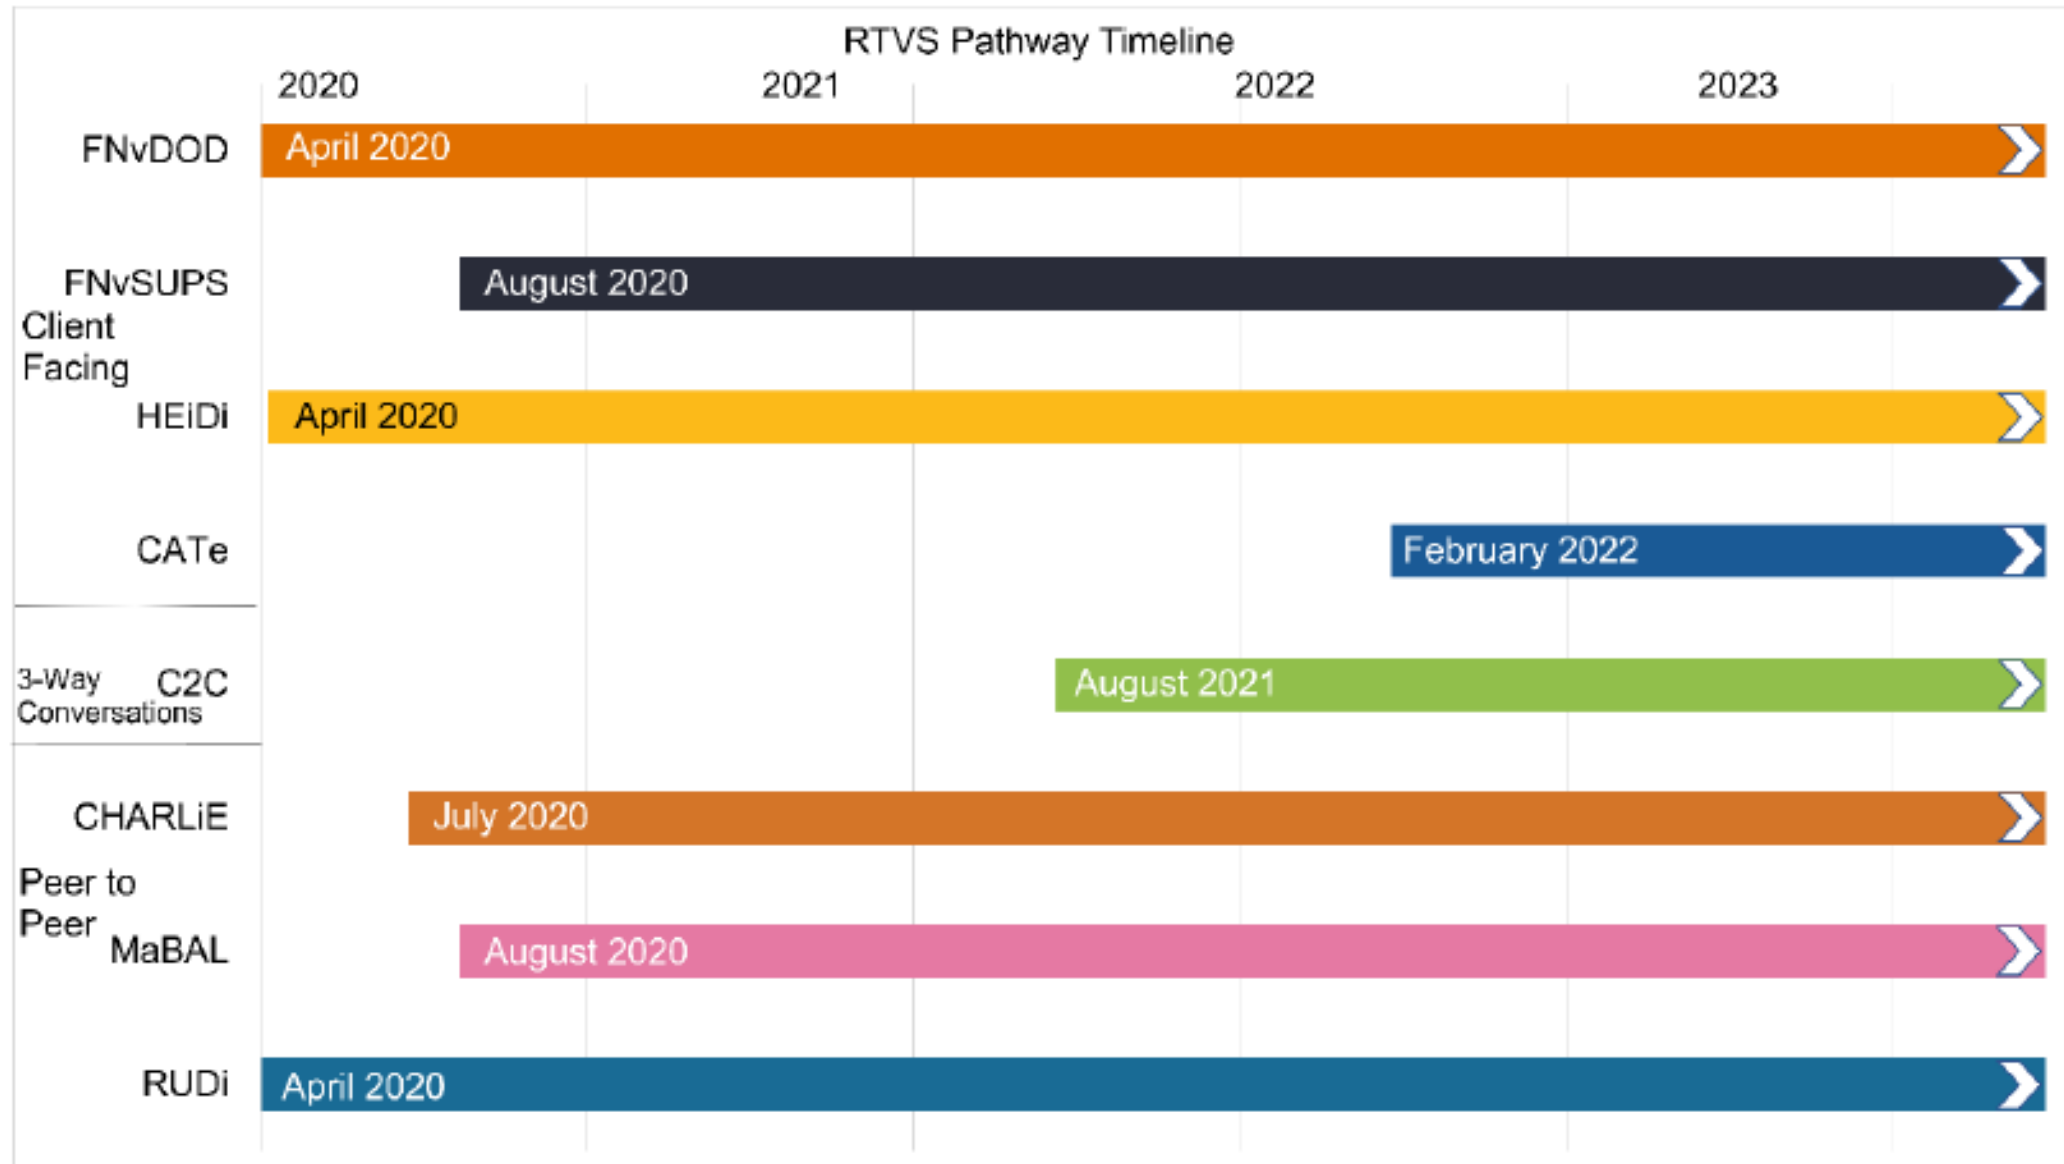 RTVS Pathway Timeline
2020 2021 2022 2023
FNvDOD April 2020
FNvSUPS August 2020
Client
Facing
HEiDi April 2020
CATe February 2022
3-Way C2C August 2021
Conversations
CHARLiE July 2020
Peer to
Peer
MaBAL August 2020
RUDi April 2020